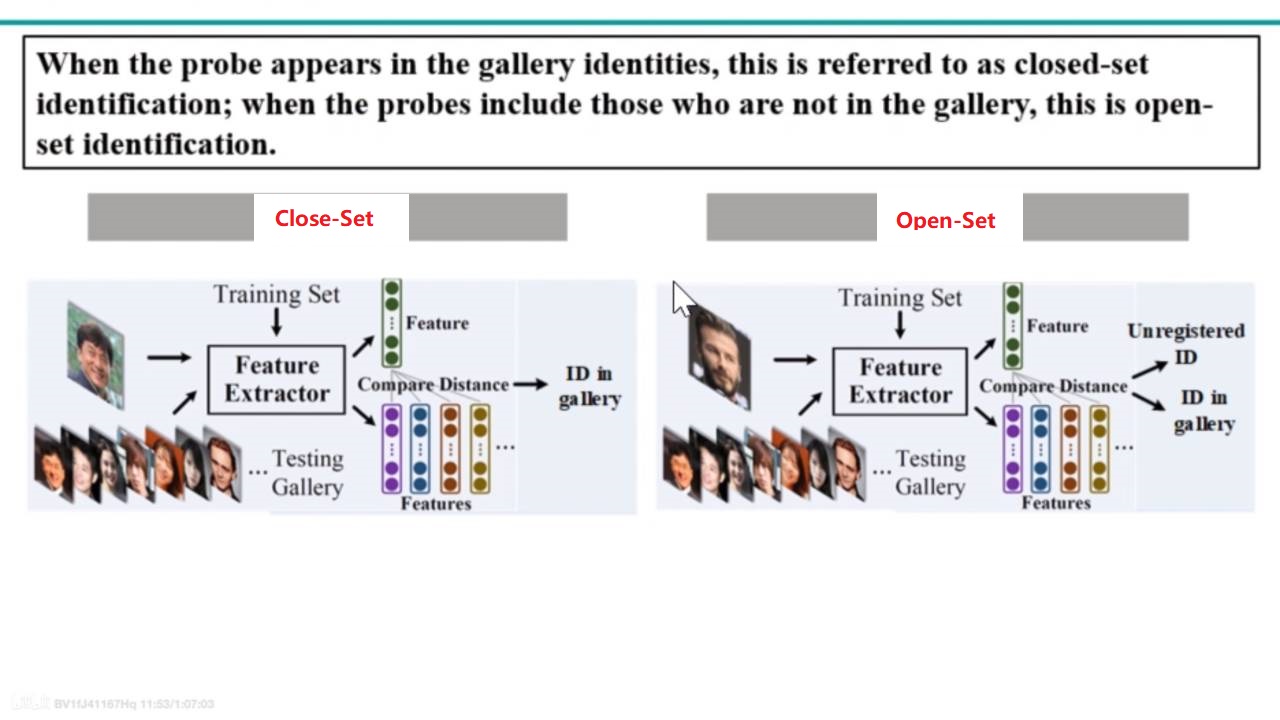 When the probe appears in the gallery identities, this is referred to as closed-set
identification; when the probes include those who are not in the gallery, this is open-
set identification.
Close-Set
Open-Set
Training Set
Feature
Feature
Extractor
Compare Distance
ID in
gallery
... Testing
Gallery
...
Features
Training Set
Feature
Unregistered
ID
Feature
Extractor
Compare Distance
ID in
gallery
... Testing
Gallery
...
Features
BV1fJ41167Hq 11:53/1:07:03